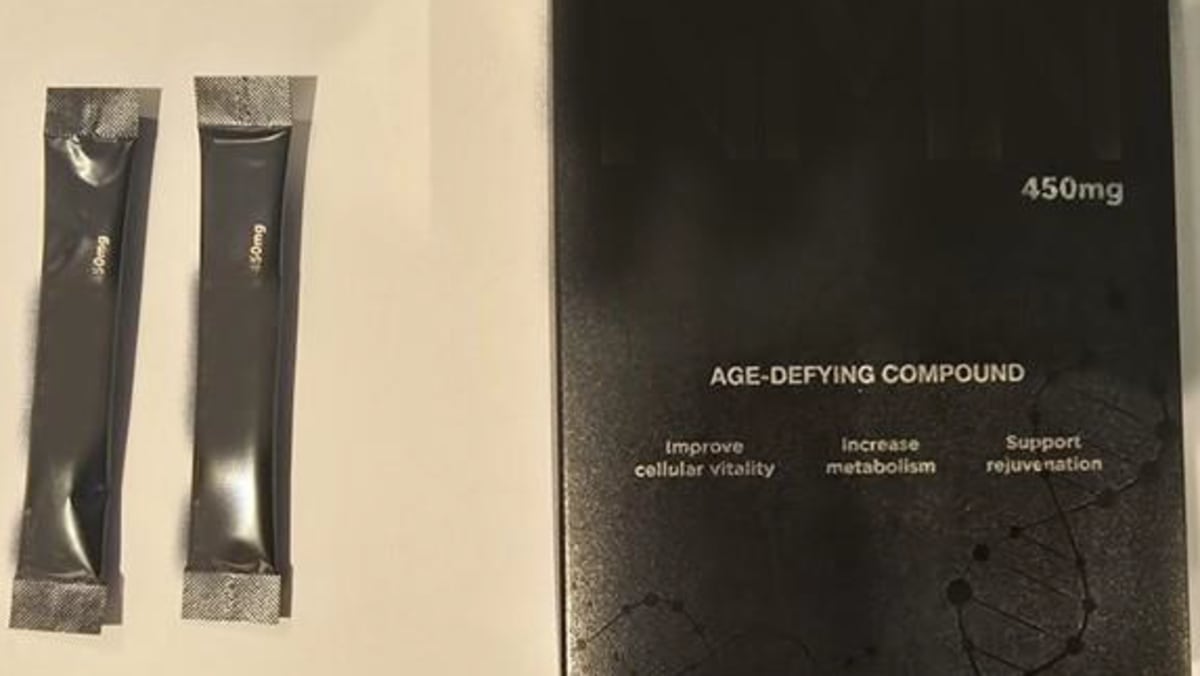 450mg
450mg
450mg
AGE-DEFYING COMPOUND
Improve
cellular vitality
Increase
metabolism
Support
rejuvenation